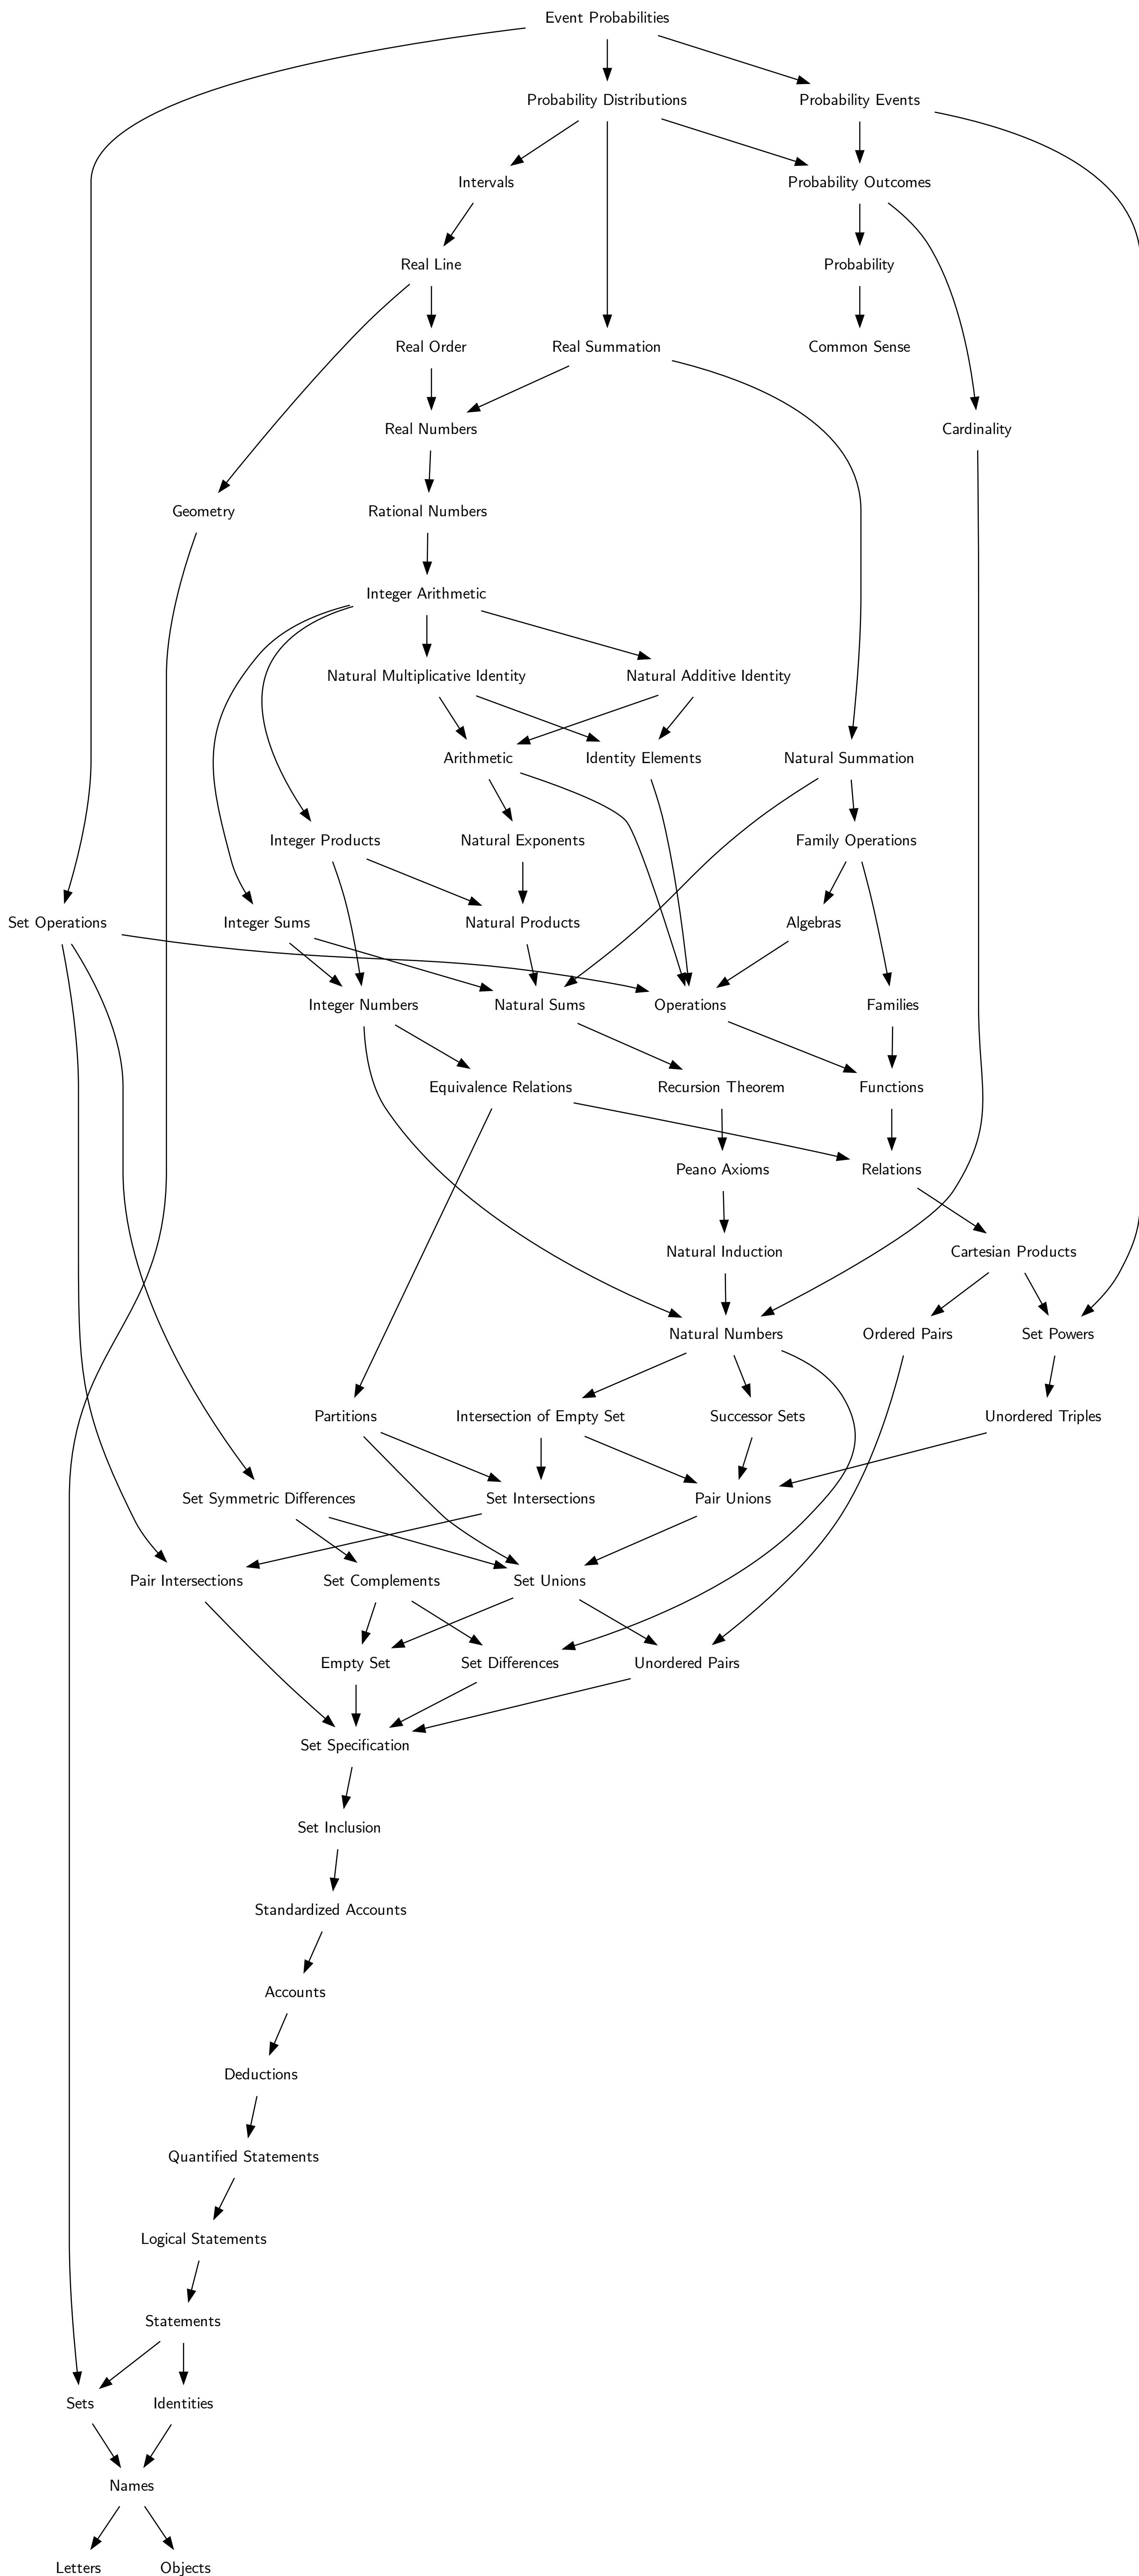 Event Probabilities
Probability Distributions
Probability Events
Intervals
Probability Outcomes
Real Line
Probability
Real Order
Real Summation
Common Sense
Real Numbers
Cardinality
Geometry
Rational Numbers
Integer Arithmetic
Natural Multiplicative Identity
Natural Additive Identity
Arithmetic
Identity Elements
Natural Summation
Integer Products
Natural Exponents
Family Operations
Set Operations
Integer Sums
Natural Products
Algebras
Integer Numbers
Natural Sums
Operations
Families
Equivalence Relations
Recursion Theorem
Functions
Peano Axioms
Relations
Natural Induction
Cartesian Products
Natural Numbers
Ordered Pairs
Set Powers
Partitions
Intersection of Empty Set
Successor Sets
Unordered Triples
Set Symmetric Differences
Set Intersections
Pair Unions
Pair Intersections
Set Complements
Set Unions
Empty Set
Set Differences
Unordered Pairs
Set Specification
Set Inclusion
Standardized Accounts
Accounts
Deductions
Quantified Statements
Logical Statements
Statements
Sets
Identities
Names
Letters
Objects